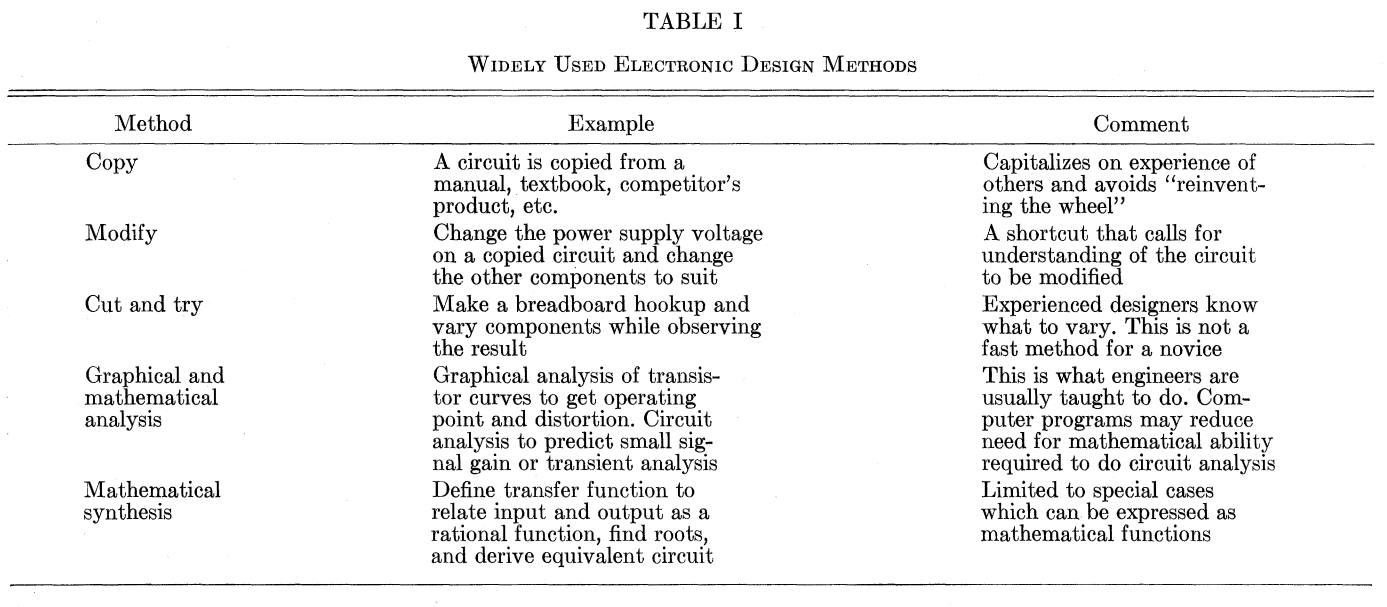 TABLE I
WIDELY USED ELECTRONIC DESIGN METHODS
Method Example Comment
Copy
A circuit is copied from a
manual, textbook, competitor's
product, etc.
Capitalizes on experience of
others and avoids "reinvent-
ing the wheel"
Modify
Change the power supply voltage
on a copied circuit and change
the other components to suit
A shortcut that calls for
understanding of the circuit
to be modified
Cut and try
Make a breadboard hookup and
vary components while observing
the result
Experienced designers know
what to vary. This is not a
fast method for a novice
Graphical and
mathematical
analysis
Graphical analysis of transis-
tor curves to get operating
point and distortion. Circuit
analysis to predict small sig-
nal gain or transient analysis
This is what engineers are
usually taught to do. Com-
puter programs may reduce
need for mathematical ability
required to do circuit analysis
Mathematical
synthesis
Define transfer function to
relate input and output as a
rational function, find roots,
and derive equivalent circuit
Limited to special cases
which can be expressed as
mathematical functions